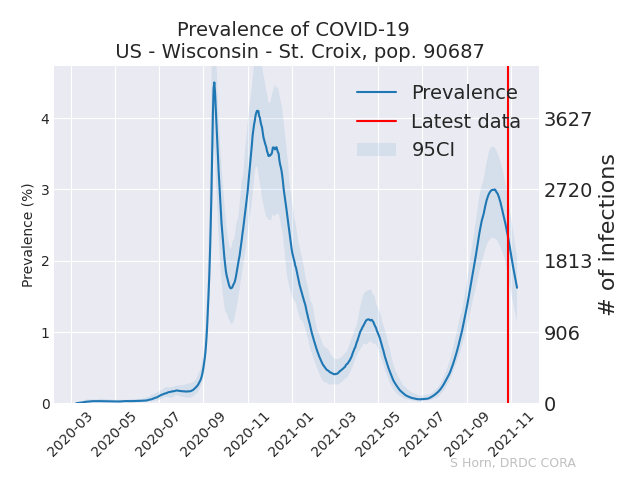 Prevalence of COVID-19
US - Wisconsin - St. Croix, pop. 90687
Prevalence
Latest data
95CI
Prevalence (%)
4
3
2
1
0
3627
2720
1813
906
0
# of infections
2020-03
2020-05
2020-07
2020-09
2020-11
2021-01
2021-03
2021-05
2021-07
2021-09
2021-11
S Horn, DRDC CORA